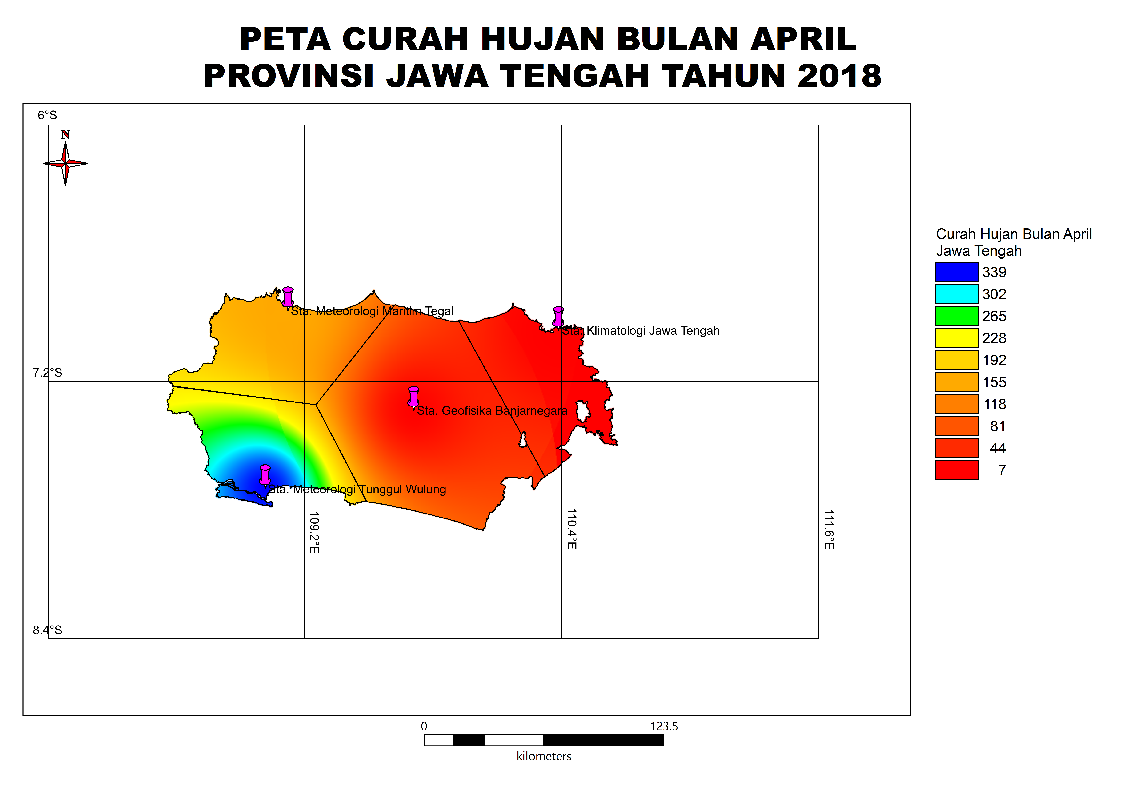 PETA CURAH HUJAN BULAN APRIL
PROVINSI JAWA TENGAH TAHUN 2018
6°S
N
Curah Hujan Bulan April
Jawa Tengah
339
302
265
228
192
155
118
81
44
7
Sta. Meteorologi Maritim Tegal
Sta. Klimatologi Jawa Tengah
7.2°S
Sta. Geofisika Banjarnegara
Sta. Meteorologi Tunggul Wulung
109.2°E
110.4°E
111.6°E
8.4°S
0
123.5
kilometers